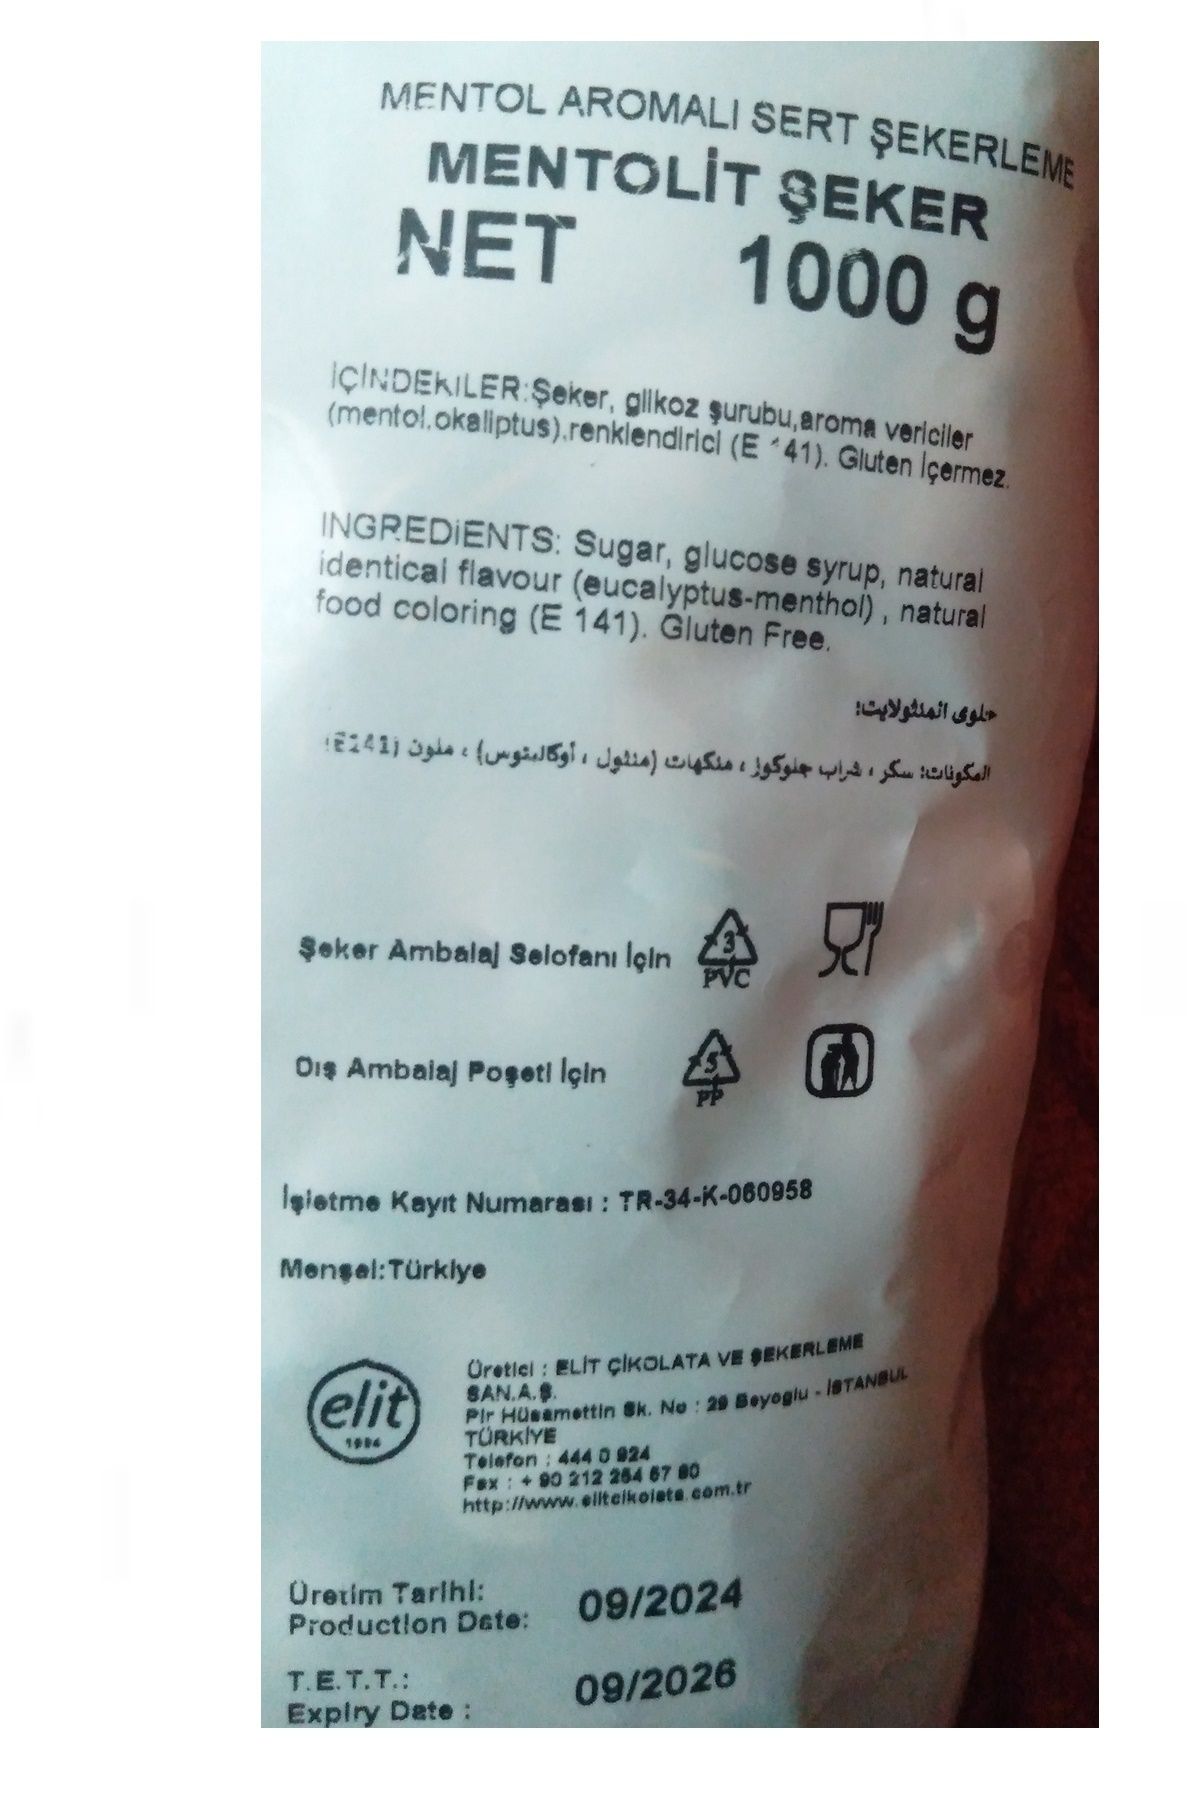 MENTOL AROMALI SERT ŞEKERLEME
MENTOLİT ŞEKER
NET 1000 g
İÇİNDEKİLER:Şeker, glikoz şurubu,aroma vericiler
(mentol,okaliptus),renklendirici (E 141). Gluten İçermez.
INGREDİENTS: Sugar, glucose syrup, natural
identical flavour (eucalyptus-menthol) , natural
food coloring (E 141). Gluten Free.
حلوى المنثولايت:
المكونات: سكر ، شراب جلوكوز ، منكهات (منثول ، أوكالبتوس) ، ملون (E141)
Şeker Ambalaj Selofanı İçin
3
PVC
Dış Ambalaj Poşeti İçin
5
PP
İşletme Kayıt Numarası : TR-34-K-060958
Menşei:Türkiye
elit
1924
Üretici : ELİT ÇİKOLATA VE ŞEKERLEME
SAN.A.Ş.
Pir Hüsamettin Sk. No : 29 Beyoglu - İSTANBUL
TÜRKİYE
Telefon : 444 0 924
Fax : + 90 212 254 67 80
http://www.elitcikolata.com.tr
Üretim Tarihi:
Production Date: 09/2024
T.E.T.T.:
Expiry Date : 09/2026